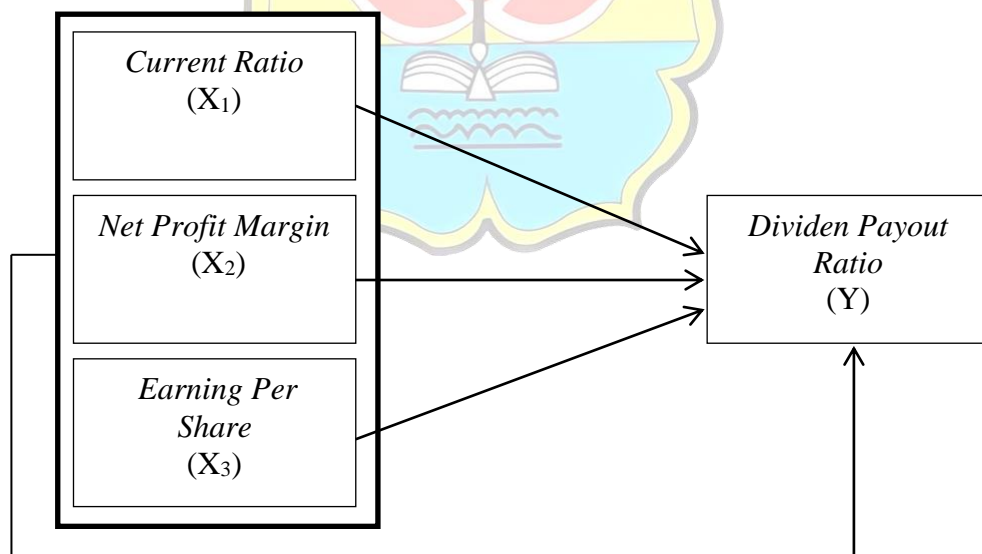 Current Ratio
(X₁)
Net Profit Margin
(X₂)
Earning Per
Share
(X₃)
Dividen Payout
Ratio
(Y)